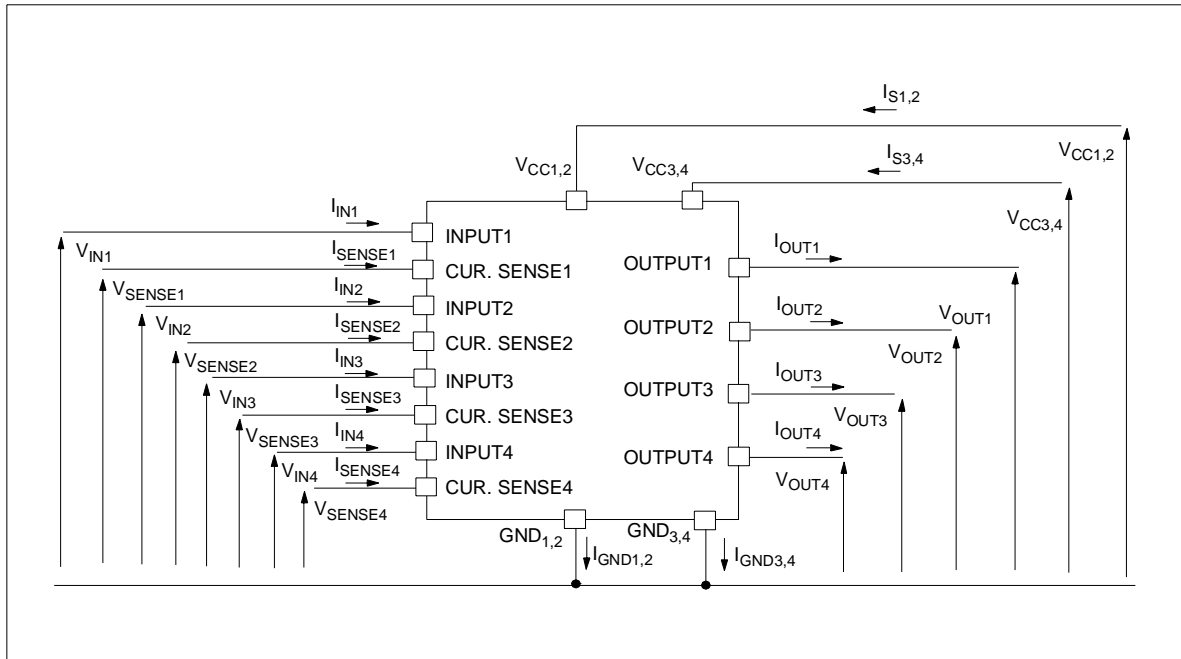 I_S1,2
V_CC1,2
V_CC3,4
I_S3,4
V_CC1,2
I_IN1
V_CC3,4
V_IN1
INPUT1
I_SENSE1
I_OUT1
CUR. SENSE1
OUTPUT1
V_SENSE1
I_IN2
INPUT2
I_OUT2
V_OUT1
V_IN2
I_SENSE2
OUTPUT2
CUR. SENSE2
V_OUT2
V_SENSE2
I_IN3
INPUT3
I_OUT3
OUTPUT3
V_IN3
I_SENSE3
CUR. SENSE3
V_OUT3
V_SENSE3
I_IN4
INPUT4
I_OUT4
OUTPUT4
V_IN4
I_SENSE4
CUR. SENSE4
V_OUT4
V_SENSE4
GND_1,2
GND_3,4
I_GND1,2
I_GND3,4